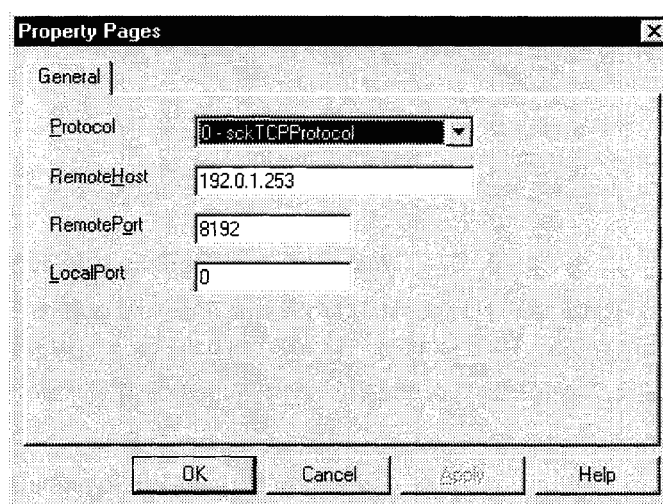 Property Pages
General
Protocol 0 - sckTCPProtocol
RemoteHost 192.0.1.253
RemotePort 8192
LocalPort 0
OK Cancel Apply Help